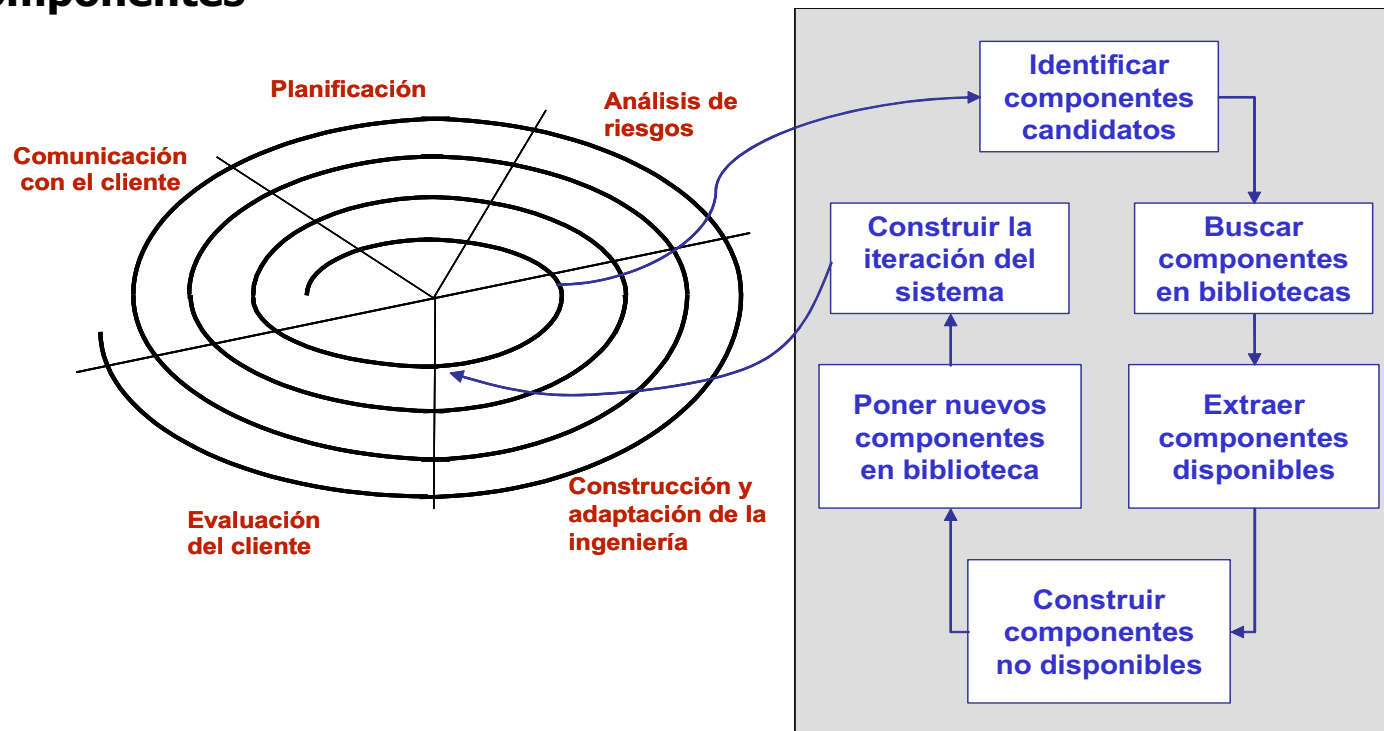 Planificación
Análisis de
riesgos
Comunicación
con el cliente
Evaluación
del cliente
Construcción y
adaptación de la
ingeniería
Identificar
componentes
candidatos
Buscar
componentes
en bibliotecas
Extraer
componentes
disponibles
Construir
componentes
no disponibles
Poner nuevos
componentes
en biblioteca
Construir la
iteración del
sistema